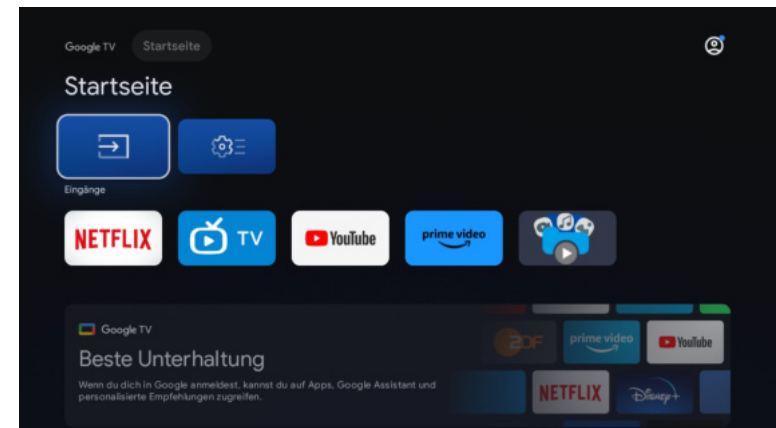 Google TV Startseite
Startseite
Eingänge
NETFLIX TV YouTube prime video
Google TV
Beste Unterhaltung
Wenn du dich in Google anmeldest, kannst du auf Apps, Google Assistant und
personalisierte Empfehlungen zugreifen.
ZDF prime video YouTube
NETFLIX Disney+